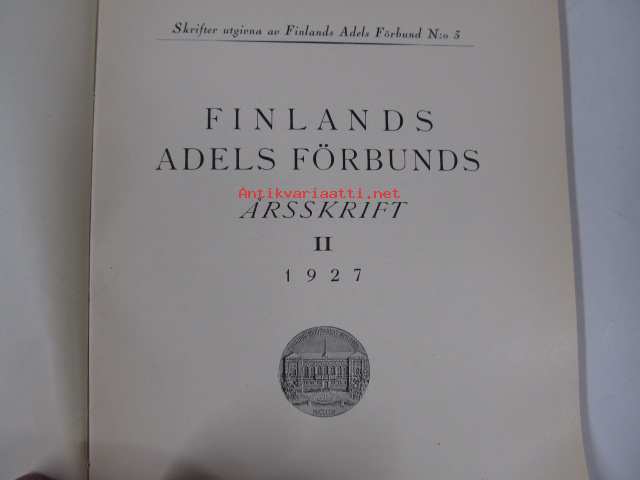 Skrifter utgivna av Finlands Adels Förbund N:o 5
FINLANDS
ADELS FÖRBUNDS
Antikvariaatti.net
ÅRSSKRIFT
II
1927